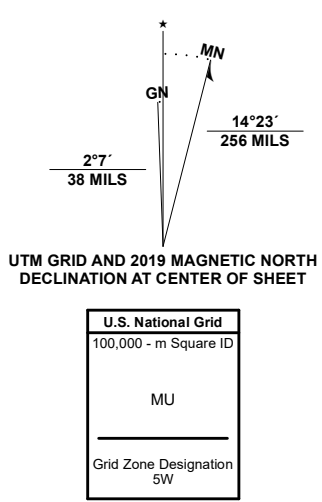 ★
MN
GN
14°23´
256 MILS
2°7´
38 MILS
UTM GRID AND 2019 MAGNETIC NORTH
DECLINATION AT CENTER OF SHEET
U.S. National Grid
100,000 - m Square ID
MU
Grid Zone Designation
5W